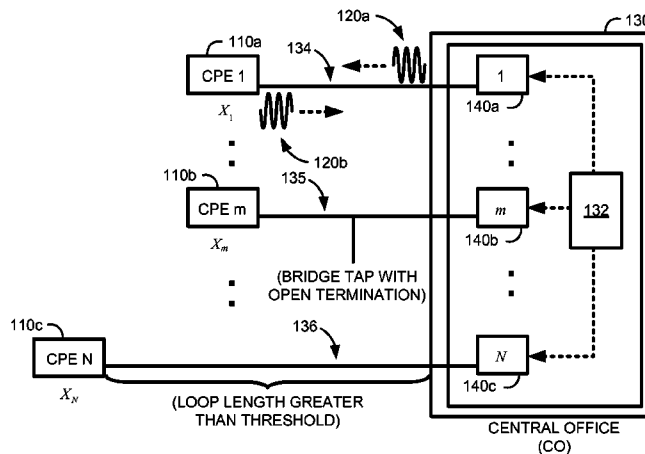 120a
130
110a
134
CPE 1
1
X1
140a
120b
110b
135
CPE m
m
132
Xm
140b
(BRIDGE TAP WITH
OPEN TERMINATION)
110c
136
CPE N
N
XN
140c
(LOOP LENGTH GREATER
THAN THRESHOLD)
CENTRAL OFFICE
(CO)